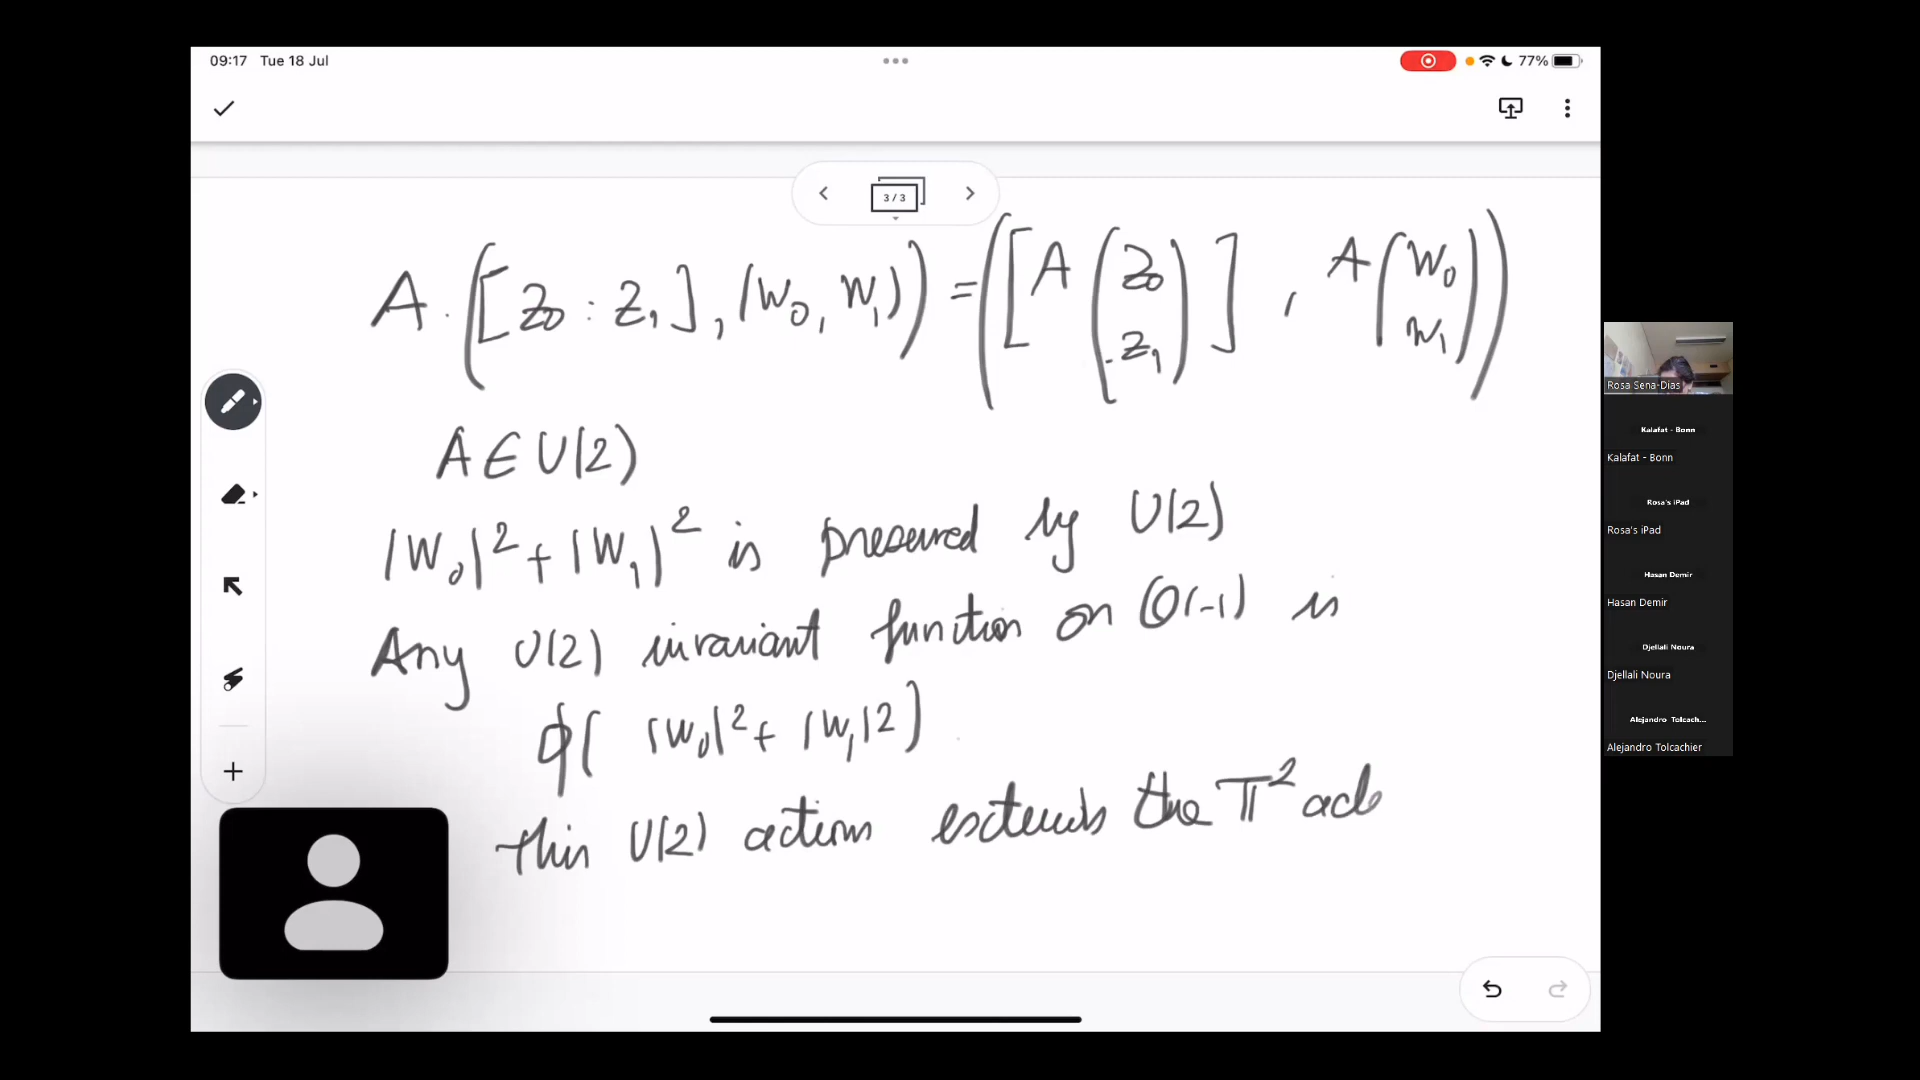 09:17 Tue 18 Jul
77%
3 / 3
A · ([z₀ : z₁], (w₀, w₁)) = ([A (z₀ z₁)], A (w₀ w₁))
A ∈ U(2)
|w₀|² + |w₁|² is preserved by U(2)
Any U(2) invariant function on O(-1) is
ϕ( |w₀|² + |w₁|²)
This U(2) action extends the 𝕋² acto
Rosa Sena-Dias
Kalafat - Bonn
Kalafat - Bonn
Rosa's iPad
Rosa's iPad
Hasan Demir
Hasan Demir
Djellali Noura
Djellali Noura
Alejandro Tolcach...
Alejandro Tolcachier